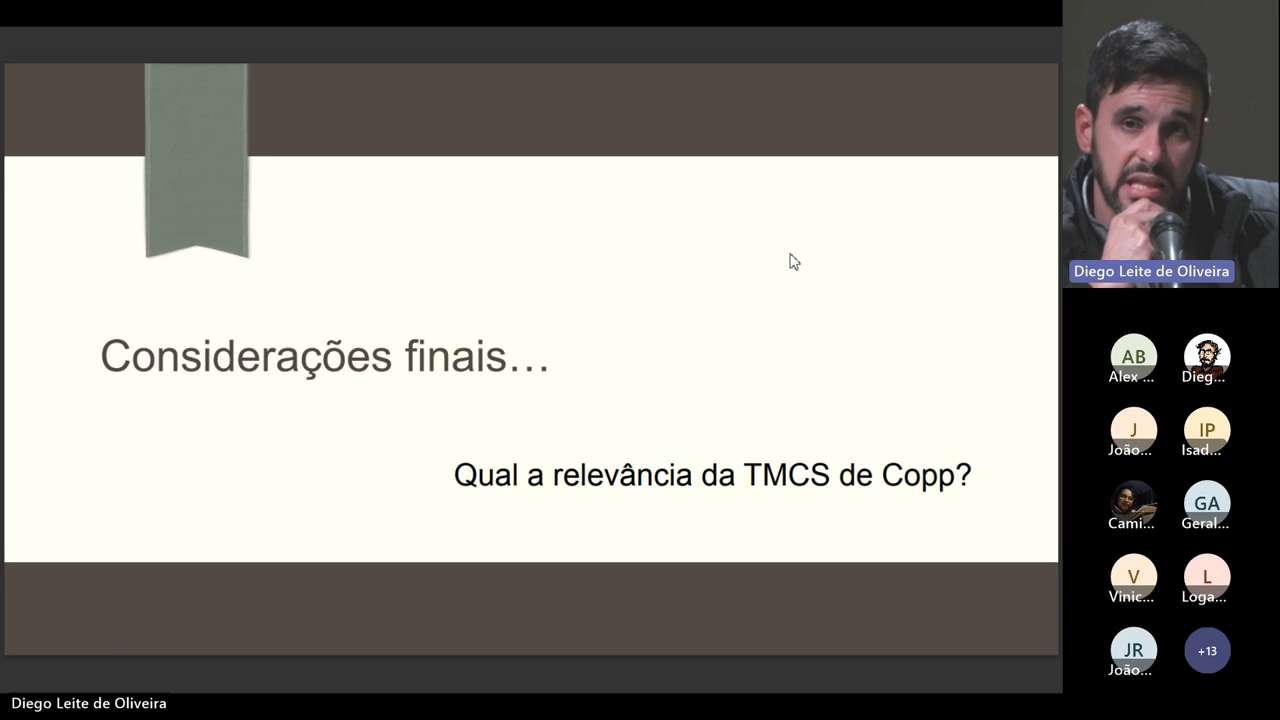 Considerações finais...
Qual a relevância da TMCS de Copp?
Diego Leite de Oliveira
AB
Alex ...
Dieg...
J
João...
IP
Isad...
Cami...
GA
Geral...
V
Vinic...
L
Loga...
JR
João...
+13
Diego Leite de Oliveira